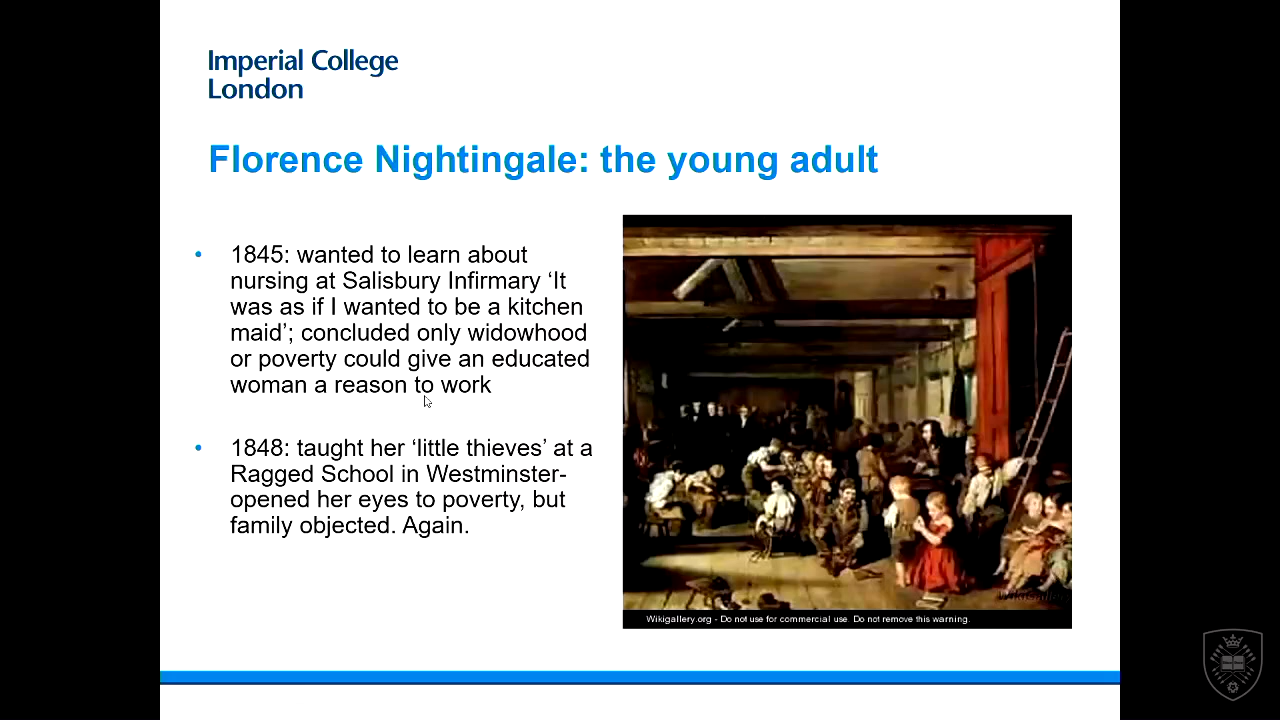 Imperial College
London
Florence Nightingale: the young adult
• 1845: wanted to learn about
nursing at Salisbury Infirmary ‘It
was as if I wanted to be a kitchen
maid’; concluded only widowhood
or poverty could give an educated
woman a reason to work
• 1848: taught her ‘little thieves’ at a
Ragged School in Westminster-
opened her eyes to poverty, but
family objected. Again.
Wikigallery.org - Do not use for commercial use. Do not remove this warning.